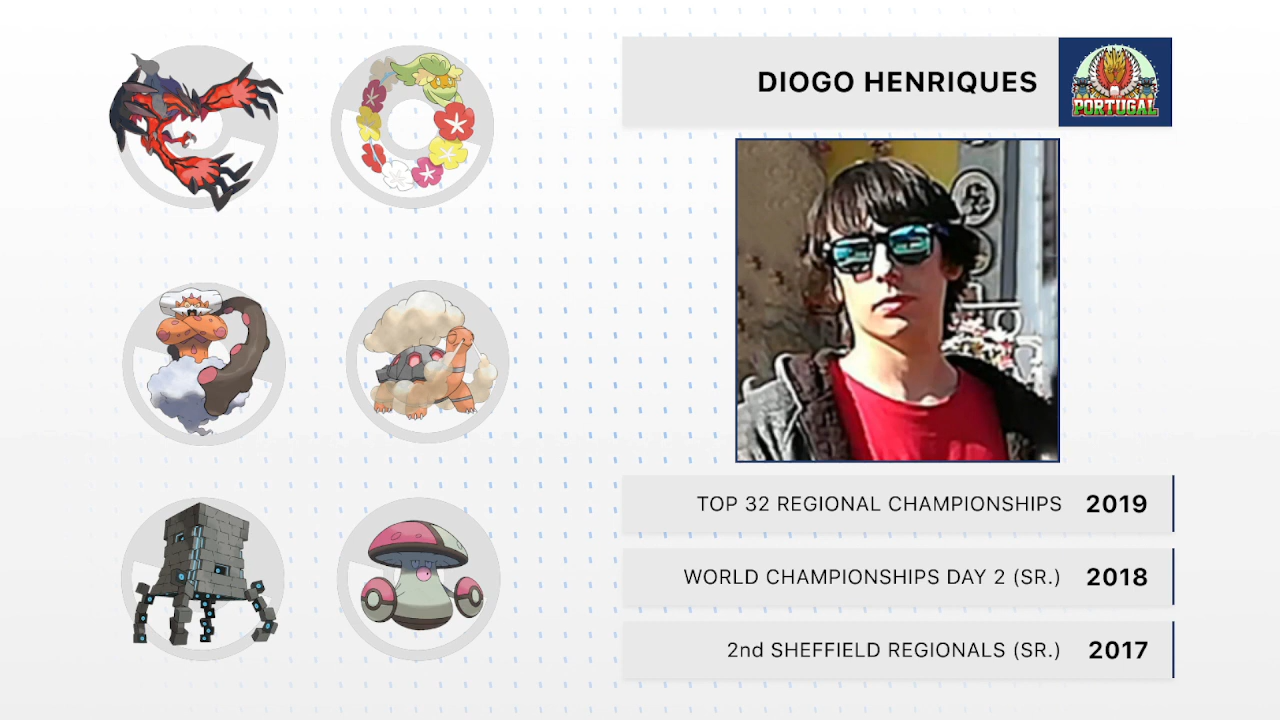 DIOGO HENRIQUES
PORTUGAL
TOP 32 REGIONAL CHAMPIONSHIPS 2019
WORLD CHAMPIONSHIPS DAY 2 (SR.) 2018
2nd SHEFFIELD REGIONALS (SR.) 2017